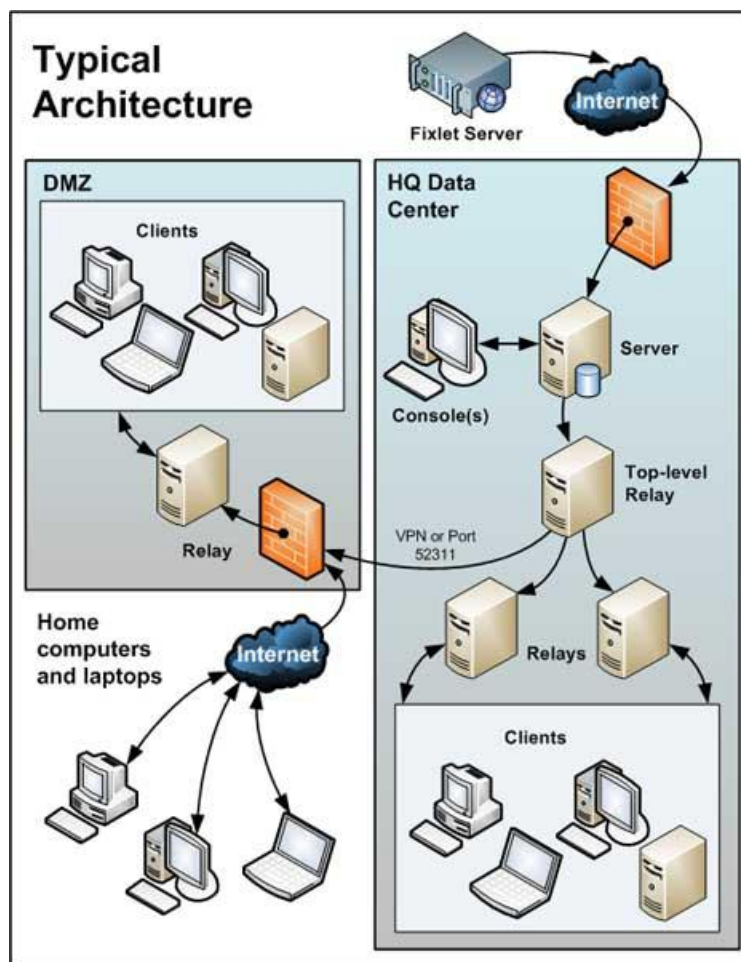 Typical
Architecture
Fixlet Server
Internet
DMZ
Clients
HQ Data
Center
Server
Console(s)
Top-level
Relay
VPN or Port
52311
Relay
Home
computers
and laptops
Internet
Relays
Clients